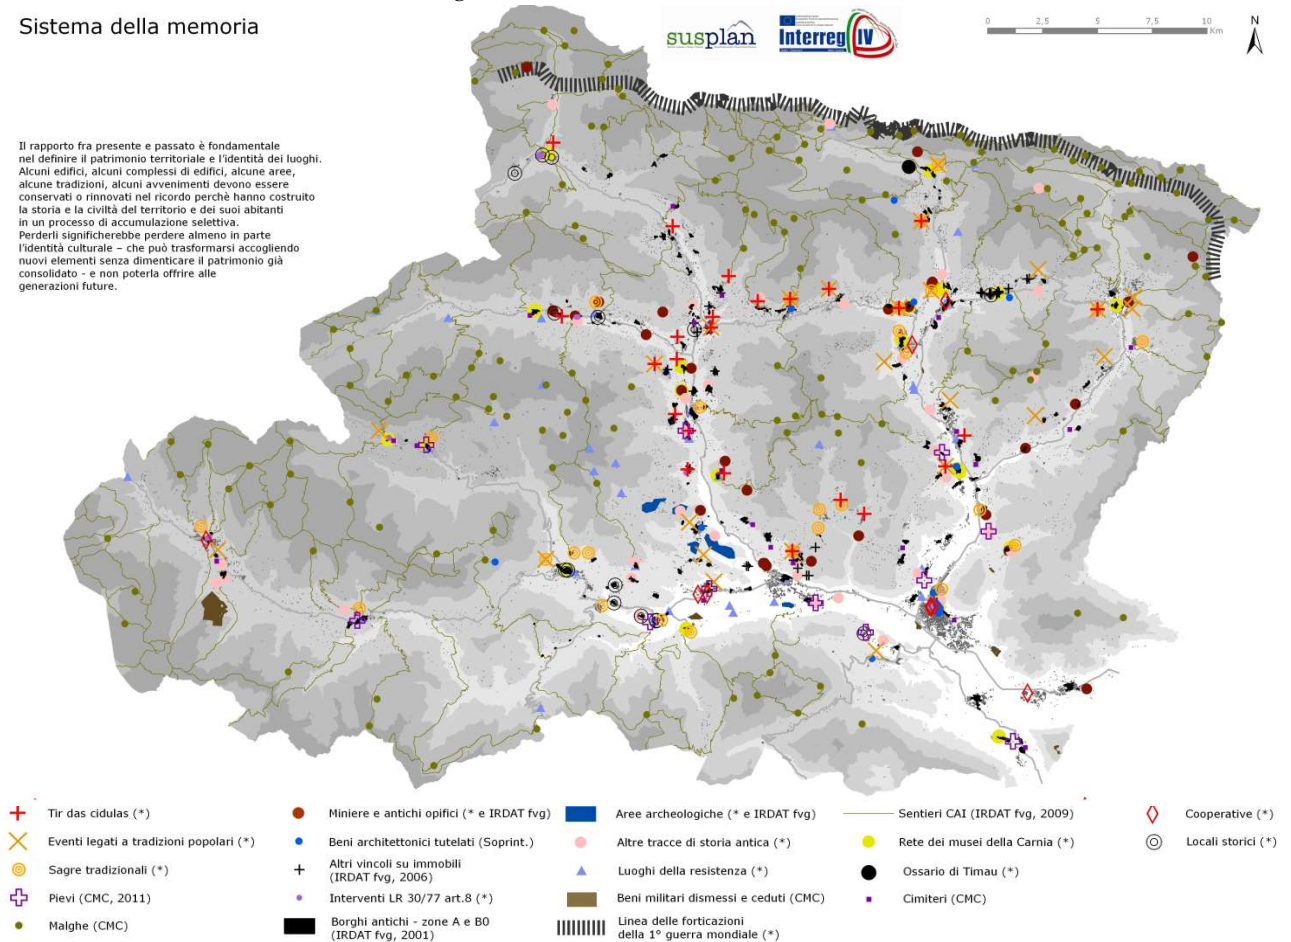 Sistema della memoria
susplan
Interreg IV
0 2,5 5 7,5 10
Km
N
Il rapporto fra presente e passato è fondamentale
nel definire il patrimonio territoriale e l'identità dei luoghi.
Alcuni edifici, alcuni complessi di edifici, alcune aree,
alcune tradizioni, alcuni avvenimenti devono essere
conservati o rinnovati nel ricordo perchè hanno costruito
la storia e la civiltà del territorio e dei suoi abitanti
in un processo di accumulazione selettiva.
Perderli significherebbe perdere almeno in parte
l'identità culturale – che può trasformarsi accogliendo
nuovi elementi senza dimenticare il patrimonio già
consolidato - e non poterla offrire alle
generazioni future.
Tir das cidulas (*)
Eventi legati a tradizioni popolari (*)
Sagre tradizionali (*)
Pievi (CMC, 2011)
Malghe (CMC)
Miniere e antichi opifici (* e IRDAT fvg)
Beni architettonici tutelati (Soprint.)
Altri vincoli su immobili
(IRDAT fvg, 2006)
Interventi LR 30/77 art.8 (*)
Borghi antichi - zone A e B0
(IRDAT fvg, 2001)
Aree archeologiche (* e IRDAT fvg)
Altre tracce di storia antica (*)
Luoghi della resistenza (*)
Beni militari dismessi e ceduti (CMC)
Linea delle forticazioni
della 1° guerra mondiale (*)
Sentieri CAI (IRDAT fvg, 2009)
Rete dei musei della Carnia (*)
Ossario di Timau (*)
Cimiteri (CMC)
Cooperative (*)
Locali storici (*)